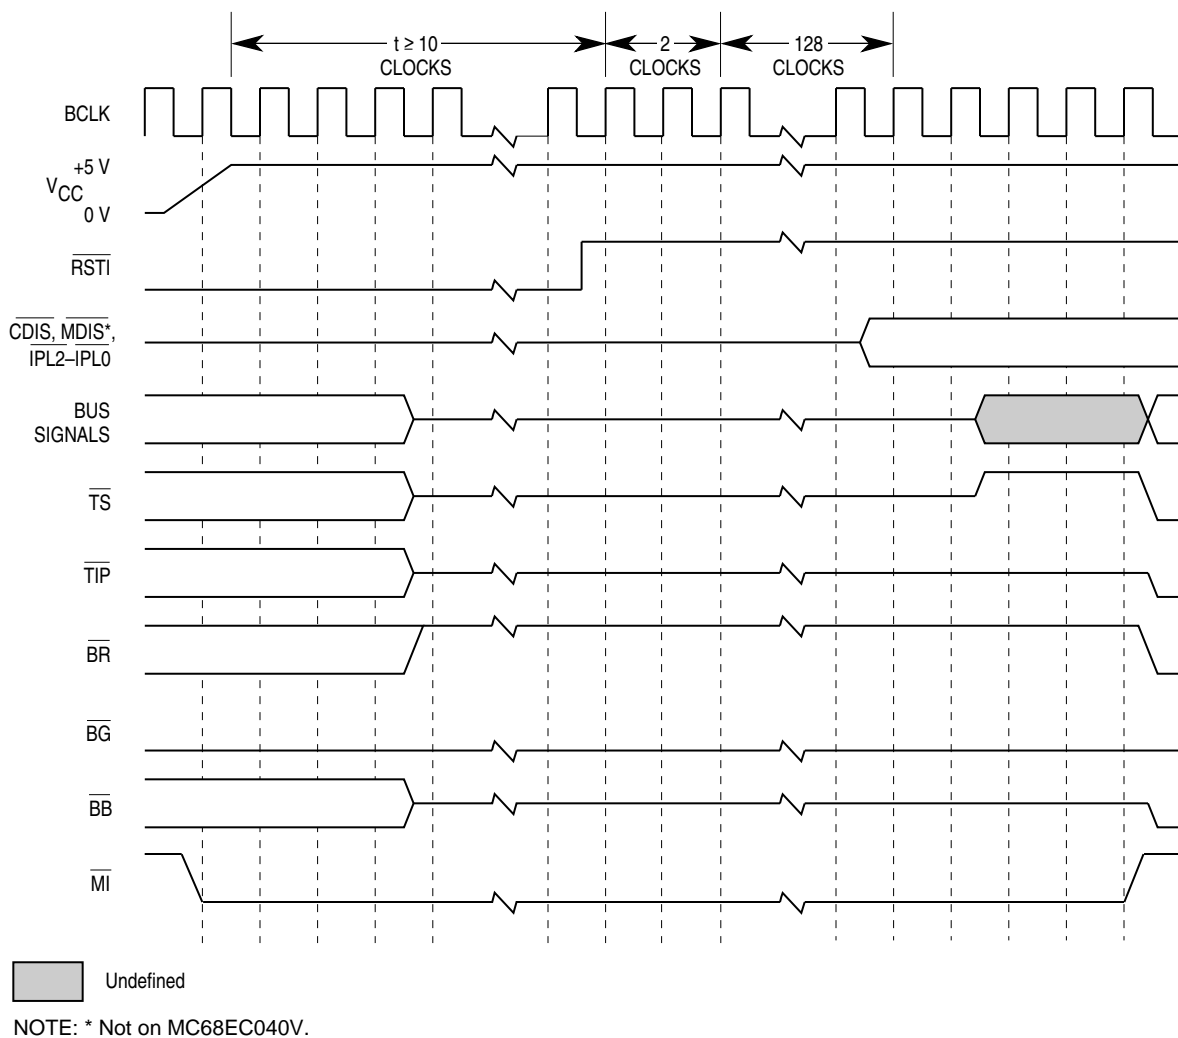 t ≥ 10
CLOCKS
2
CLOCKS
128
CLOCKS
BCLK
+5 V
VCC
0 V
RSTI
CDIS, MDIS*,
IPL2–IPL0
BUS
SIGNALS
TS
TIP
BR
BG
BB
MI
Undefined
NOTE: * Not on MC68EC040V.